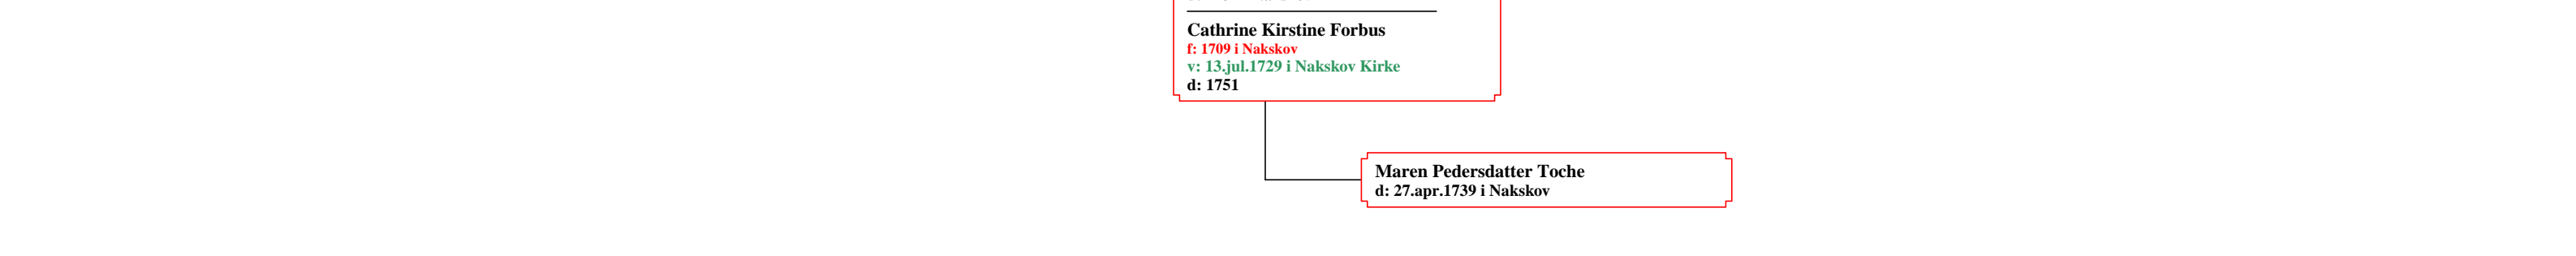 Cathrine Kirstine Forbus
f: 1709 i Nakskov
v: 13.jul.1729 i Nakskov Kirke
d: 1751
Maren Pedersdatter Toche
d: 27.apr.1739 i Nakskov